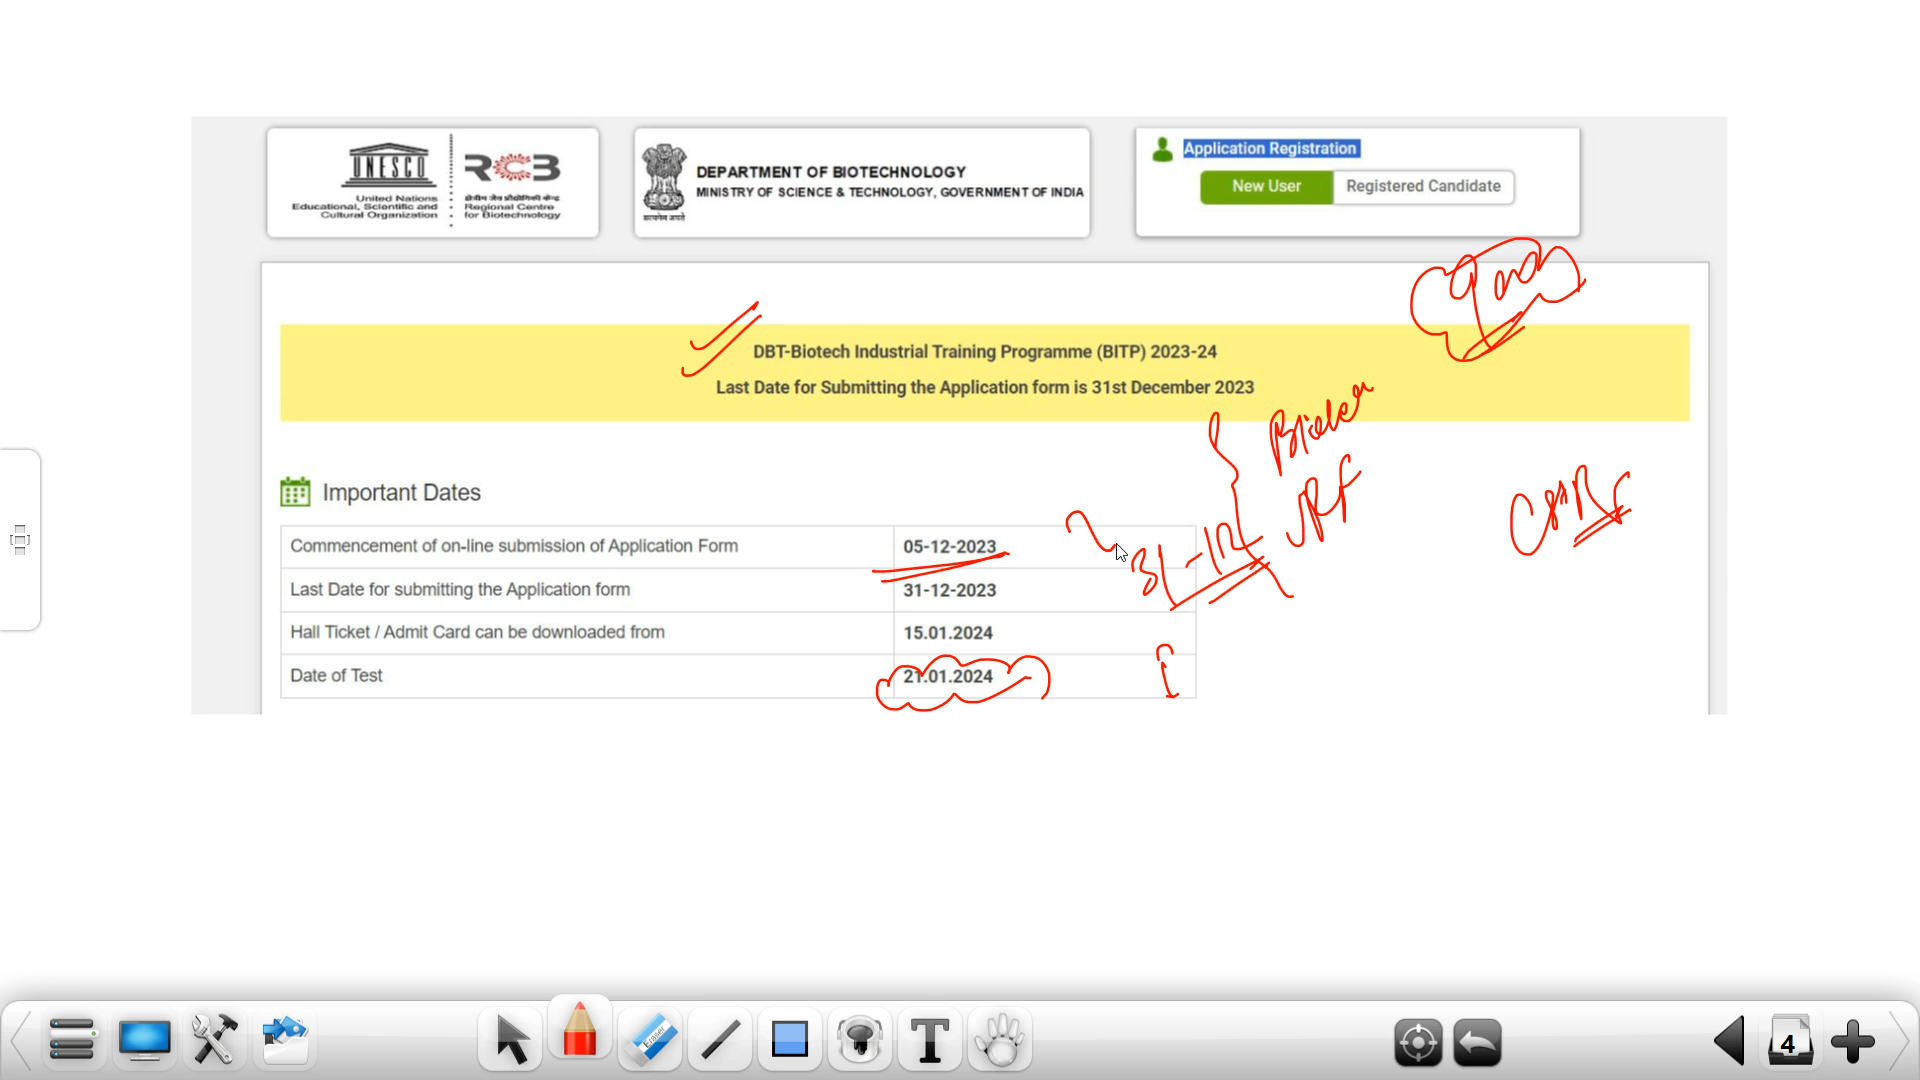 UNESCO
United Nations
Educational, Scientific and
Cultural Organization
RCB
क्षेत्रीय जैव प्रौद्योगिकी केन्द्र
Regional Centre
for Biotechnology
सत्यमेव जयते
DEPARTMENT OF BIOTECHNOLOGY
MINISTRY OF SCIENCE & TECHNOLOGY, GOVERNMENT OF INDIA
Application Registration
New User
Registered Candidate
DBT-Biotech Industrial Training Programme (BITP) 2023-24
Last Date for Submitting the Application form is 31st December 2023
Important Dates
Commencement of on-line submission of Application Form 05-12-2023
Last Date for submitting the Application form 31-12-2023
Hall Ticket / Admit Card can be downloaded from 15.01.2024
Date of Test 21.01.2024
JRF
Eraser
T
4